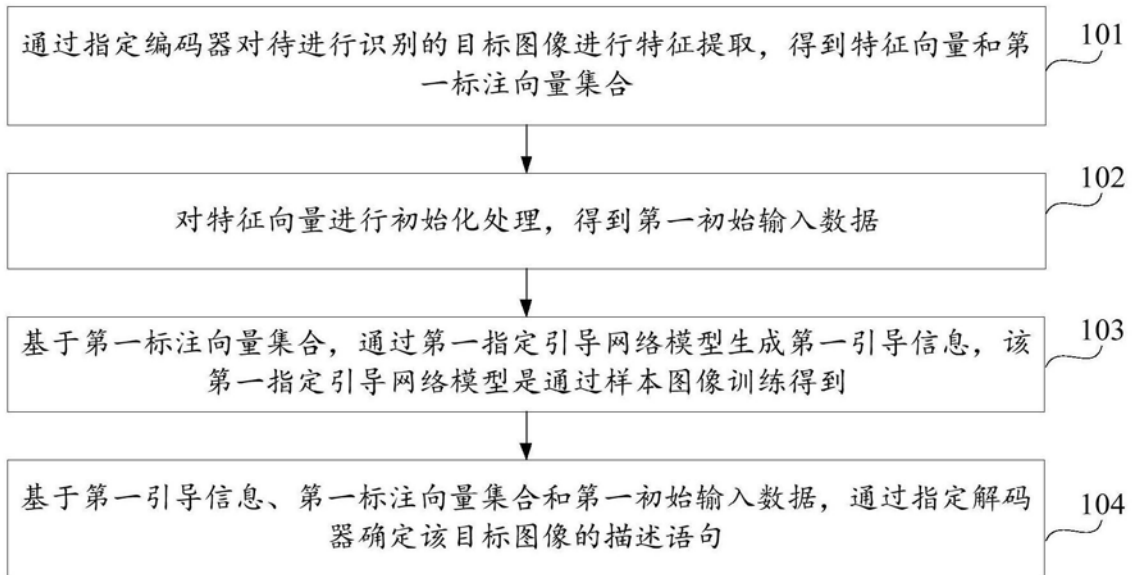 通过指定编码器对待进行识别的目标图像进行特征提取，得到特征向量和第
一标注向量集合
101
对特征向量进行初始化处理，得到第一初始输入数据
102
基于第一标注向量集合，通过第一指定引导网络模型生成第一引导信息，该
第一指定引导网络模型是通过样本图像训练得到
103
基于第一引导信息、第一标注向量集合和第一初始输入数据，通过指定解码
器确定该目标图像的描述语句
104